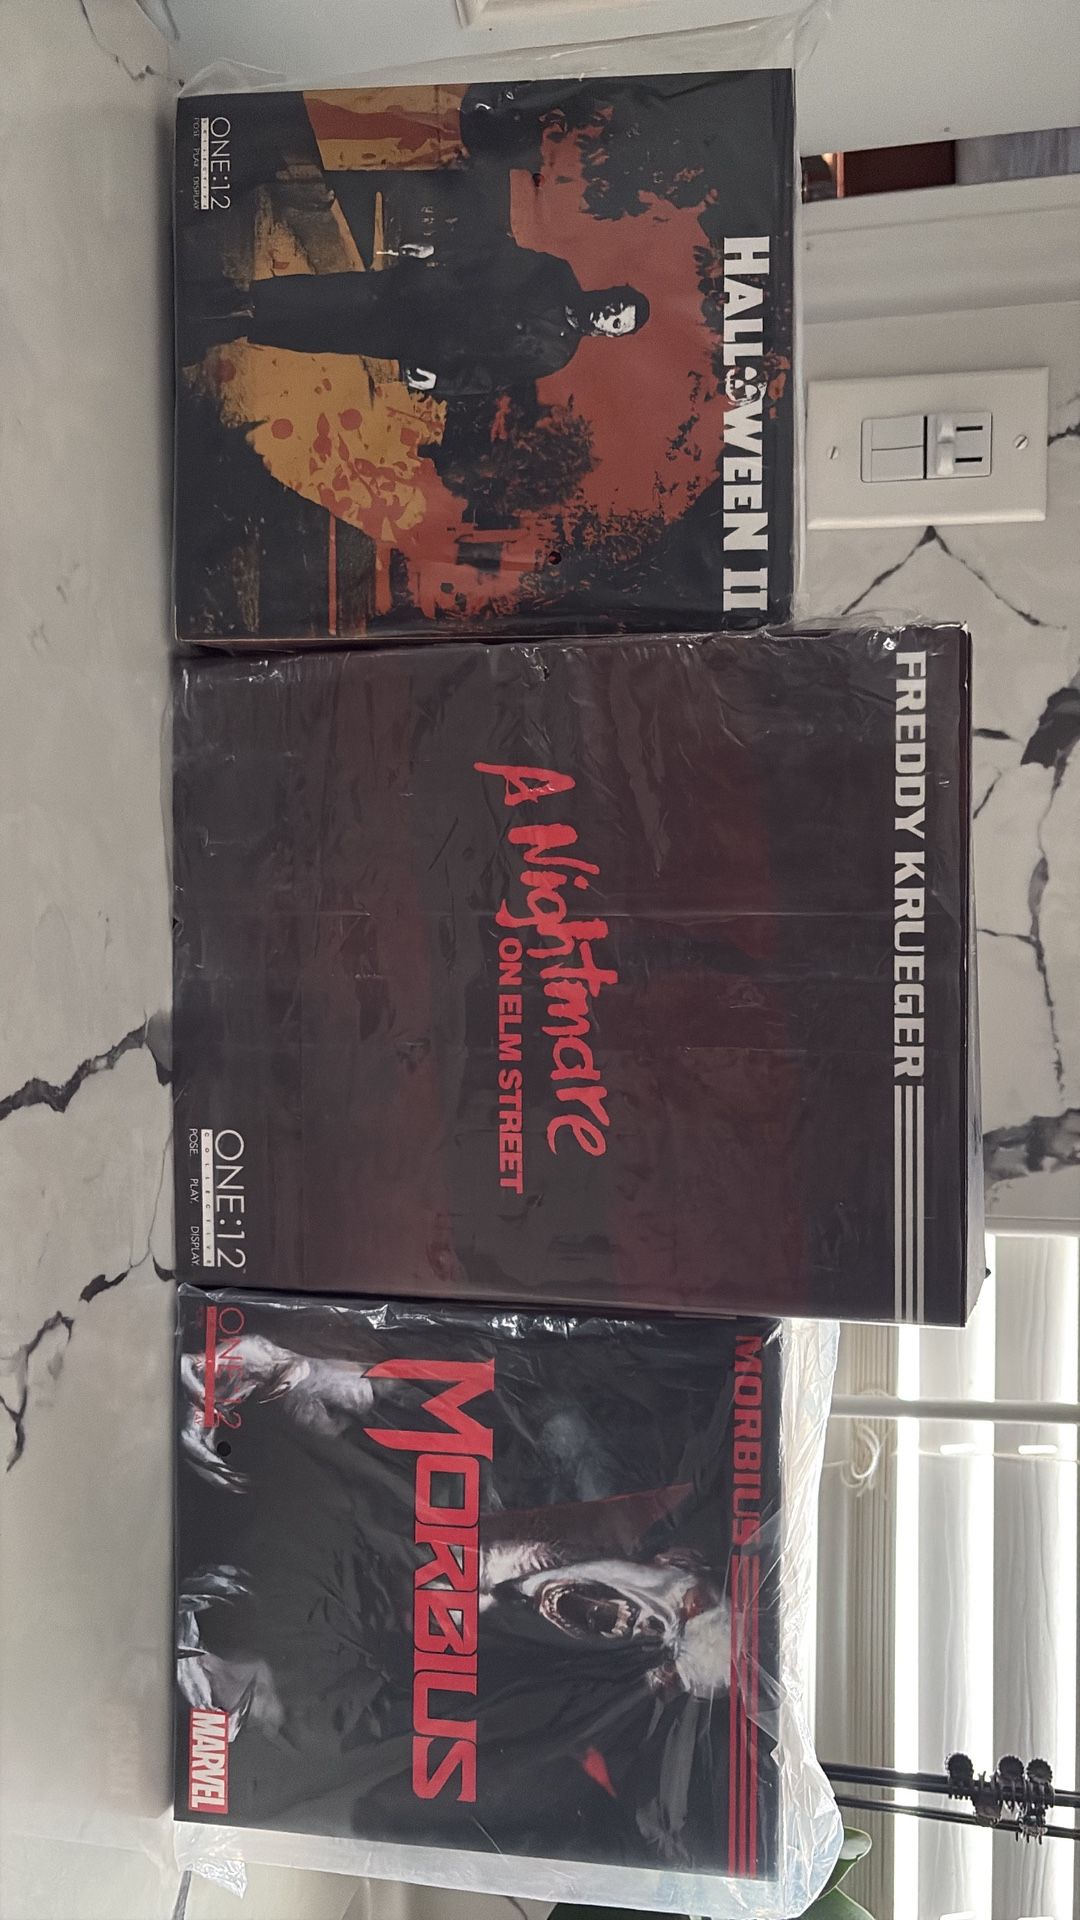 HALLOWEEN II
ONE:12
COLLECTIVE
POSE. PLAY. DISPLAY.
FREDDY KRUEGER
A Nightmare
ON ELM STREET
ONE:12
COLLECTIVE
POSE. PLAY. DISPLAY.
MORBIUS
MORBIUS
ONE:12
MARVEL